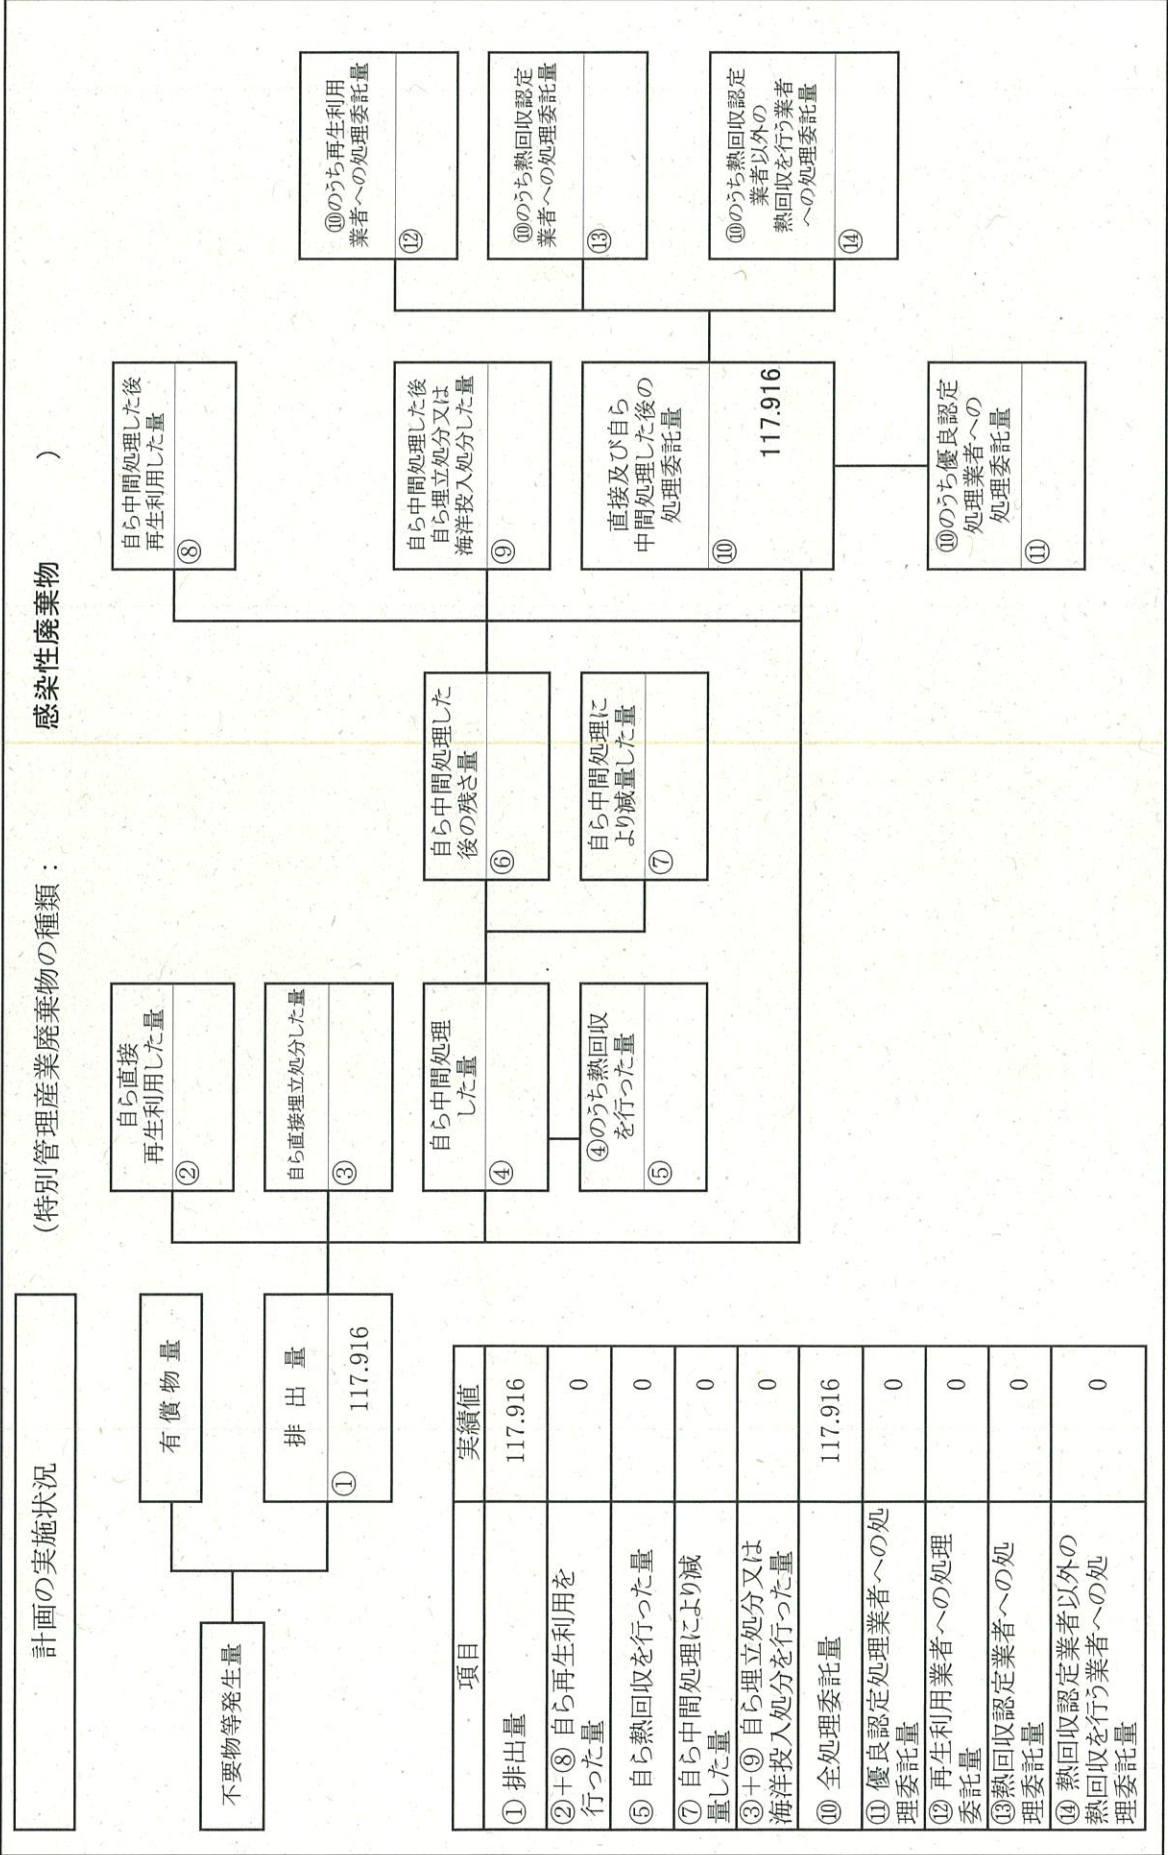 計画の実施状況
(特別管理産業廃棄物の種類：
感染性廃棄物
)
不要物等発生量
有償物量
排出量
①
117.916
自ら直接
再生利用した量
②
自ら直接埋立処分した量
③
自ら中間処理
した量
④
④のうち熱回収
を行った量
⑤
自ら中間処理した
後の残さ量
⑥
自ら中間処理に
より減量した量
⑦
自ら中間処理した後
再生利用した量
⑧
自ら中間処理した後
自ら埋立処分又は
海洋投入処分した量
⑨
直接及び自ら
中間処理した後の
処理委託量
⑩
117.916
⑩のうち優良認定
処理業者への
処理委託量
⑪
⑩のうち再生利用
業者への処理委託量
⑫
⑩のうち熱回収認定
業者への処理委託量
⑬
⑩のうち熱回収認定
業者以外の
熱回収を行う業者
への処理委託量
⑭
項目 実績値
① 排出量 117.916
②＋⑧ 自ら再生利用を
行った量 0
⑤ 自ら熱回収を行った量 0
⑦ 自ら中間処理により減
量した量 0
③＋⑨ 自ら埋立処分又は
海洋投入処分を行った量 0
⑩ 全処理委託量 117.916
⑪ 優良認定処理業者への処
理委託量 0
⑫ 再生利用業者への処理
委託量 0
⑬熱回収認定業者への処
理委託量 0
⑭ 熱回収認定業者以外の
熱回収を行う業者への処
理委託量 0